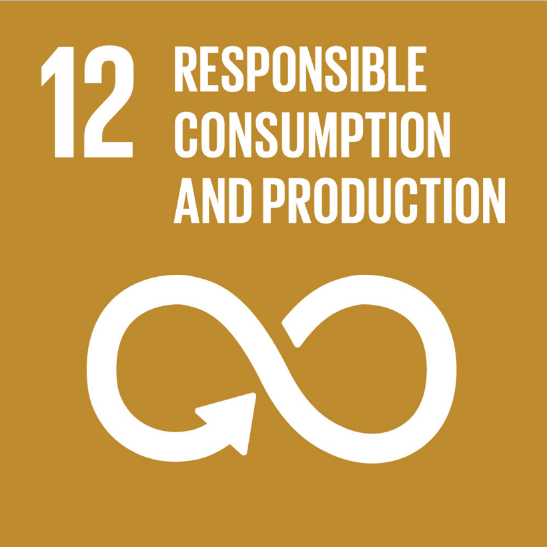 12 RESPONSIBLE
CONSUMPTION
AND PRODUCTION